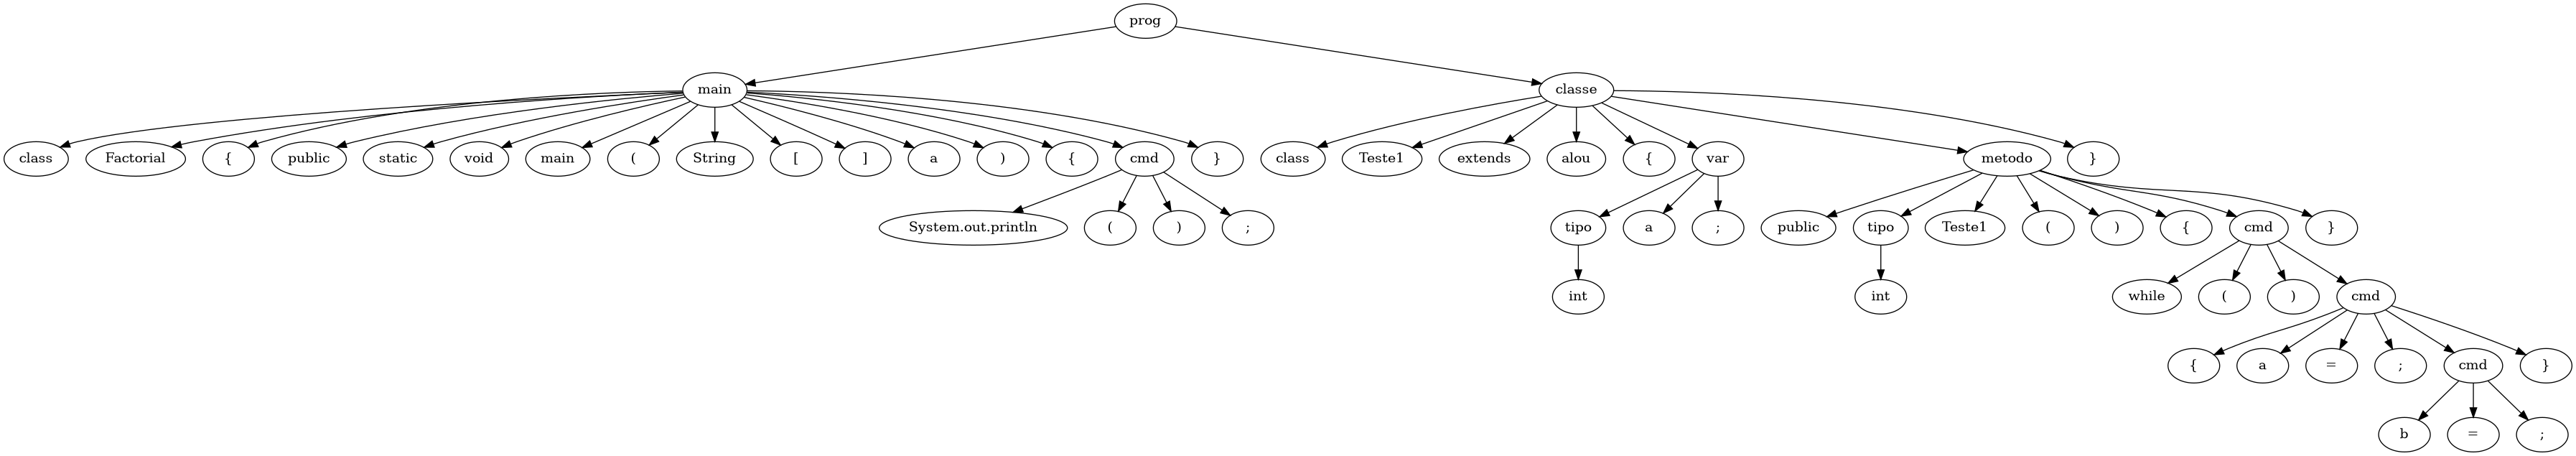 prog
main classe
class Factorial { public static void main ( String [ ] a ) { cmd } class Teste1 extends alou { var metodo }
System.out.println ( ) ; tipo a ; public tipo Teste1 ( ) { cmd }
int int while ( ) cmd
{ a = ; cmd }
b = ;